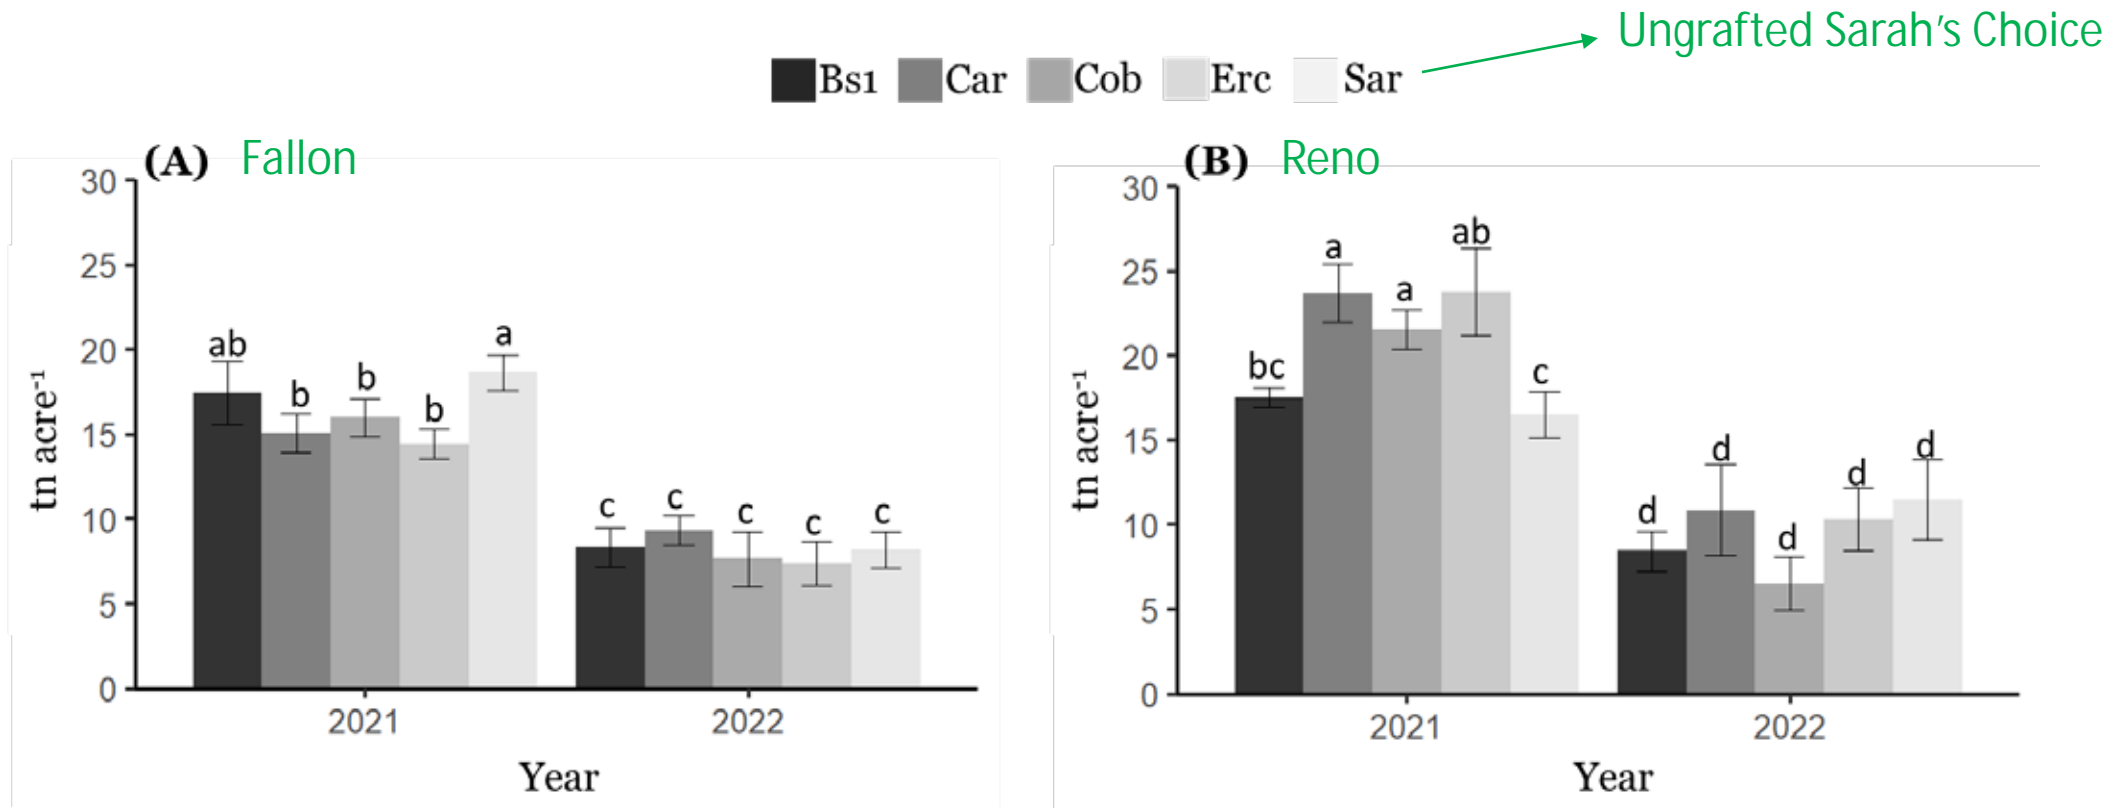 Ungrafted Sarah's Choice
Bs1 Car Cob Erc Sar
(A) Fallon
30
25
20
15
10
5
0
tn acre⁻¹
ab b b b a
c c c c c
2021 2022
Year
(B) Reno
30
25
20
15
10
5
0
tn acre⁻¹
bc a a ab c
d d d d d
2021 2022
Year